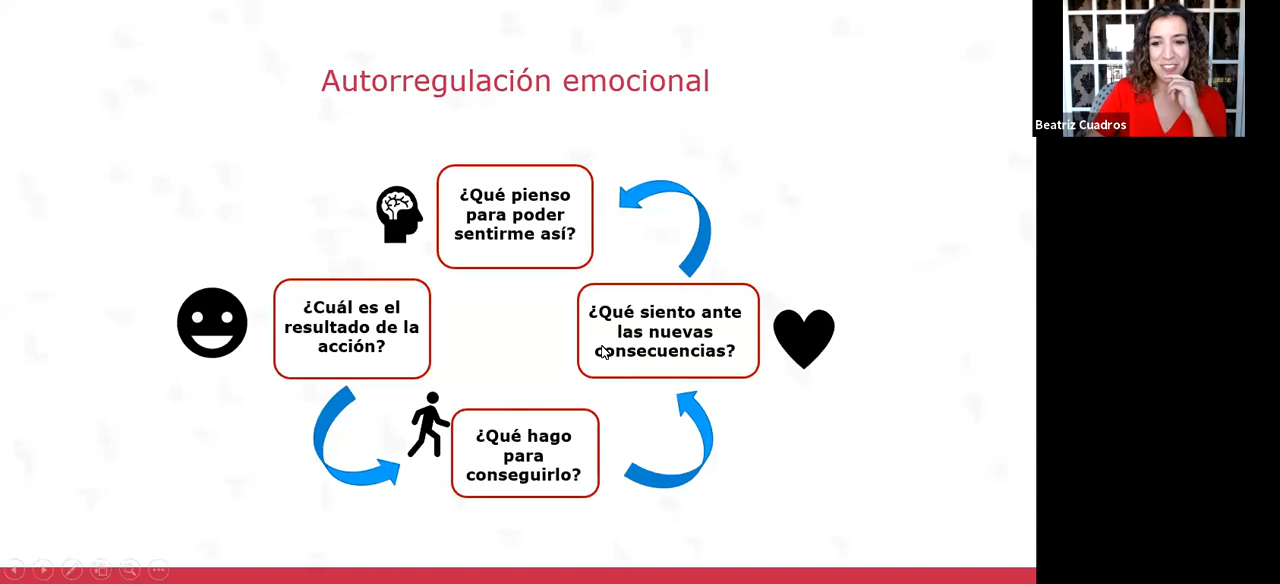 Autorregulación emocional
Beatriz Cuadros
¿Qué pienso
para poder
sentirme así?
¿Cuál es el
resultado de la
acción?
¿Qué siento ante
las nuevas
consecuencias?
¿Qué hago
para
conseguirlo?